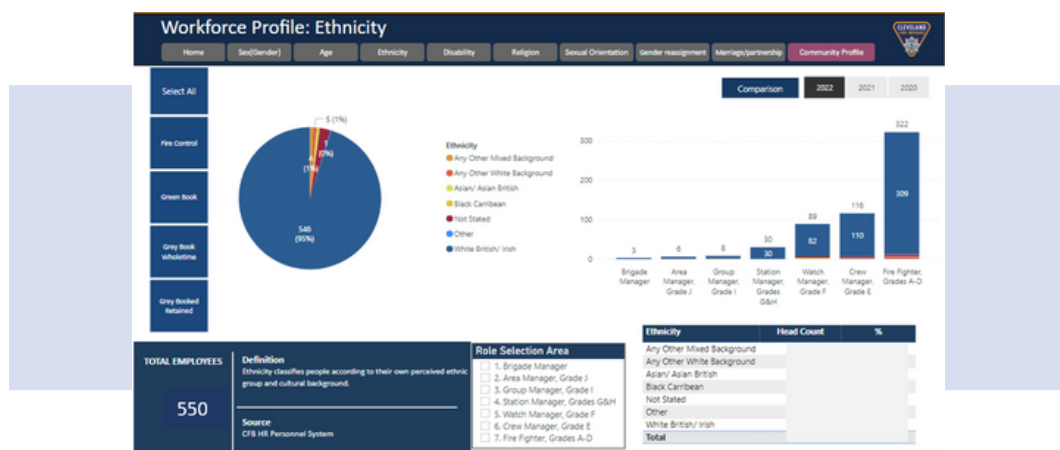 Workforce Profile: Ethnicity
CLEVELAND
FIRE BRIGADE
Home
Sex(Gender)
Age
Ethnicity
Disability
Religion
Sexual Orientation
Gender reassignment
Marriage/partnership
Community Profile
Select All
Fire Control
Green Book
Grey Book
Wholetime
Grey Booked
Retained
Comparison
2022
2021
2020
5 (1%)
4
(1%)
1
(0%)
546
(95%)
Ethnicity
Any Other Mixed Background
Any Other White Background
Asian/ Asian British
Black Carribean
Not Stated
Other
White British/ Irish
300
200
100
0
3
6
8
30
30
89
82
116
110
322
309
Brigade
Manager
Area
Manager,
Grade J
Group
Manager,
Grade I
Station
Manager,
Grades
G&H
Watch
Manager,
Grade F
Crew
Manager,
Grade E
Fire Fighter,
Grades A-D
TOTAL EMPLOYEES
550
Definition
Ethnicity classifies people according to their own perceived ethnic
group and cultural background.
Source
CFB HR Personnel System
Role Selection Area
1. Brigade Manager
2. Area Manager, Grade J
3. Group Manager, Grade I
4. Station Manager, Grades G&H
5. Watch Manager, Grade F
6. Crew Manager, Grade E
7. Fire Fighter, Grades A-D
Ethnicity Head Count %
Any Other Mixed Background
Any Other White Background
Asian/ Asian British
Black Carribean
Not Stated
Other
White British/ Irish
Total